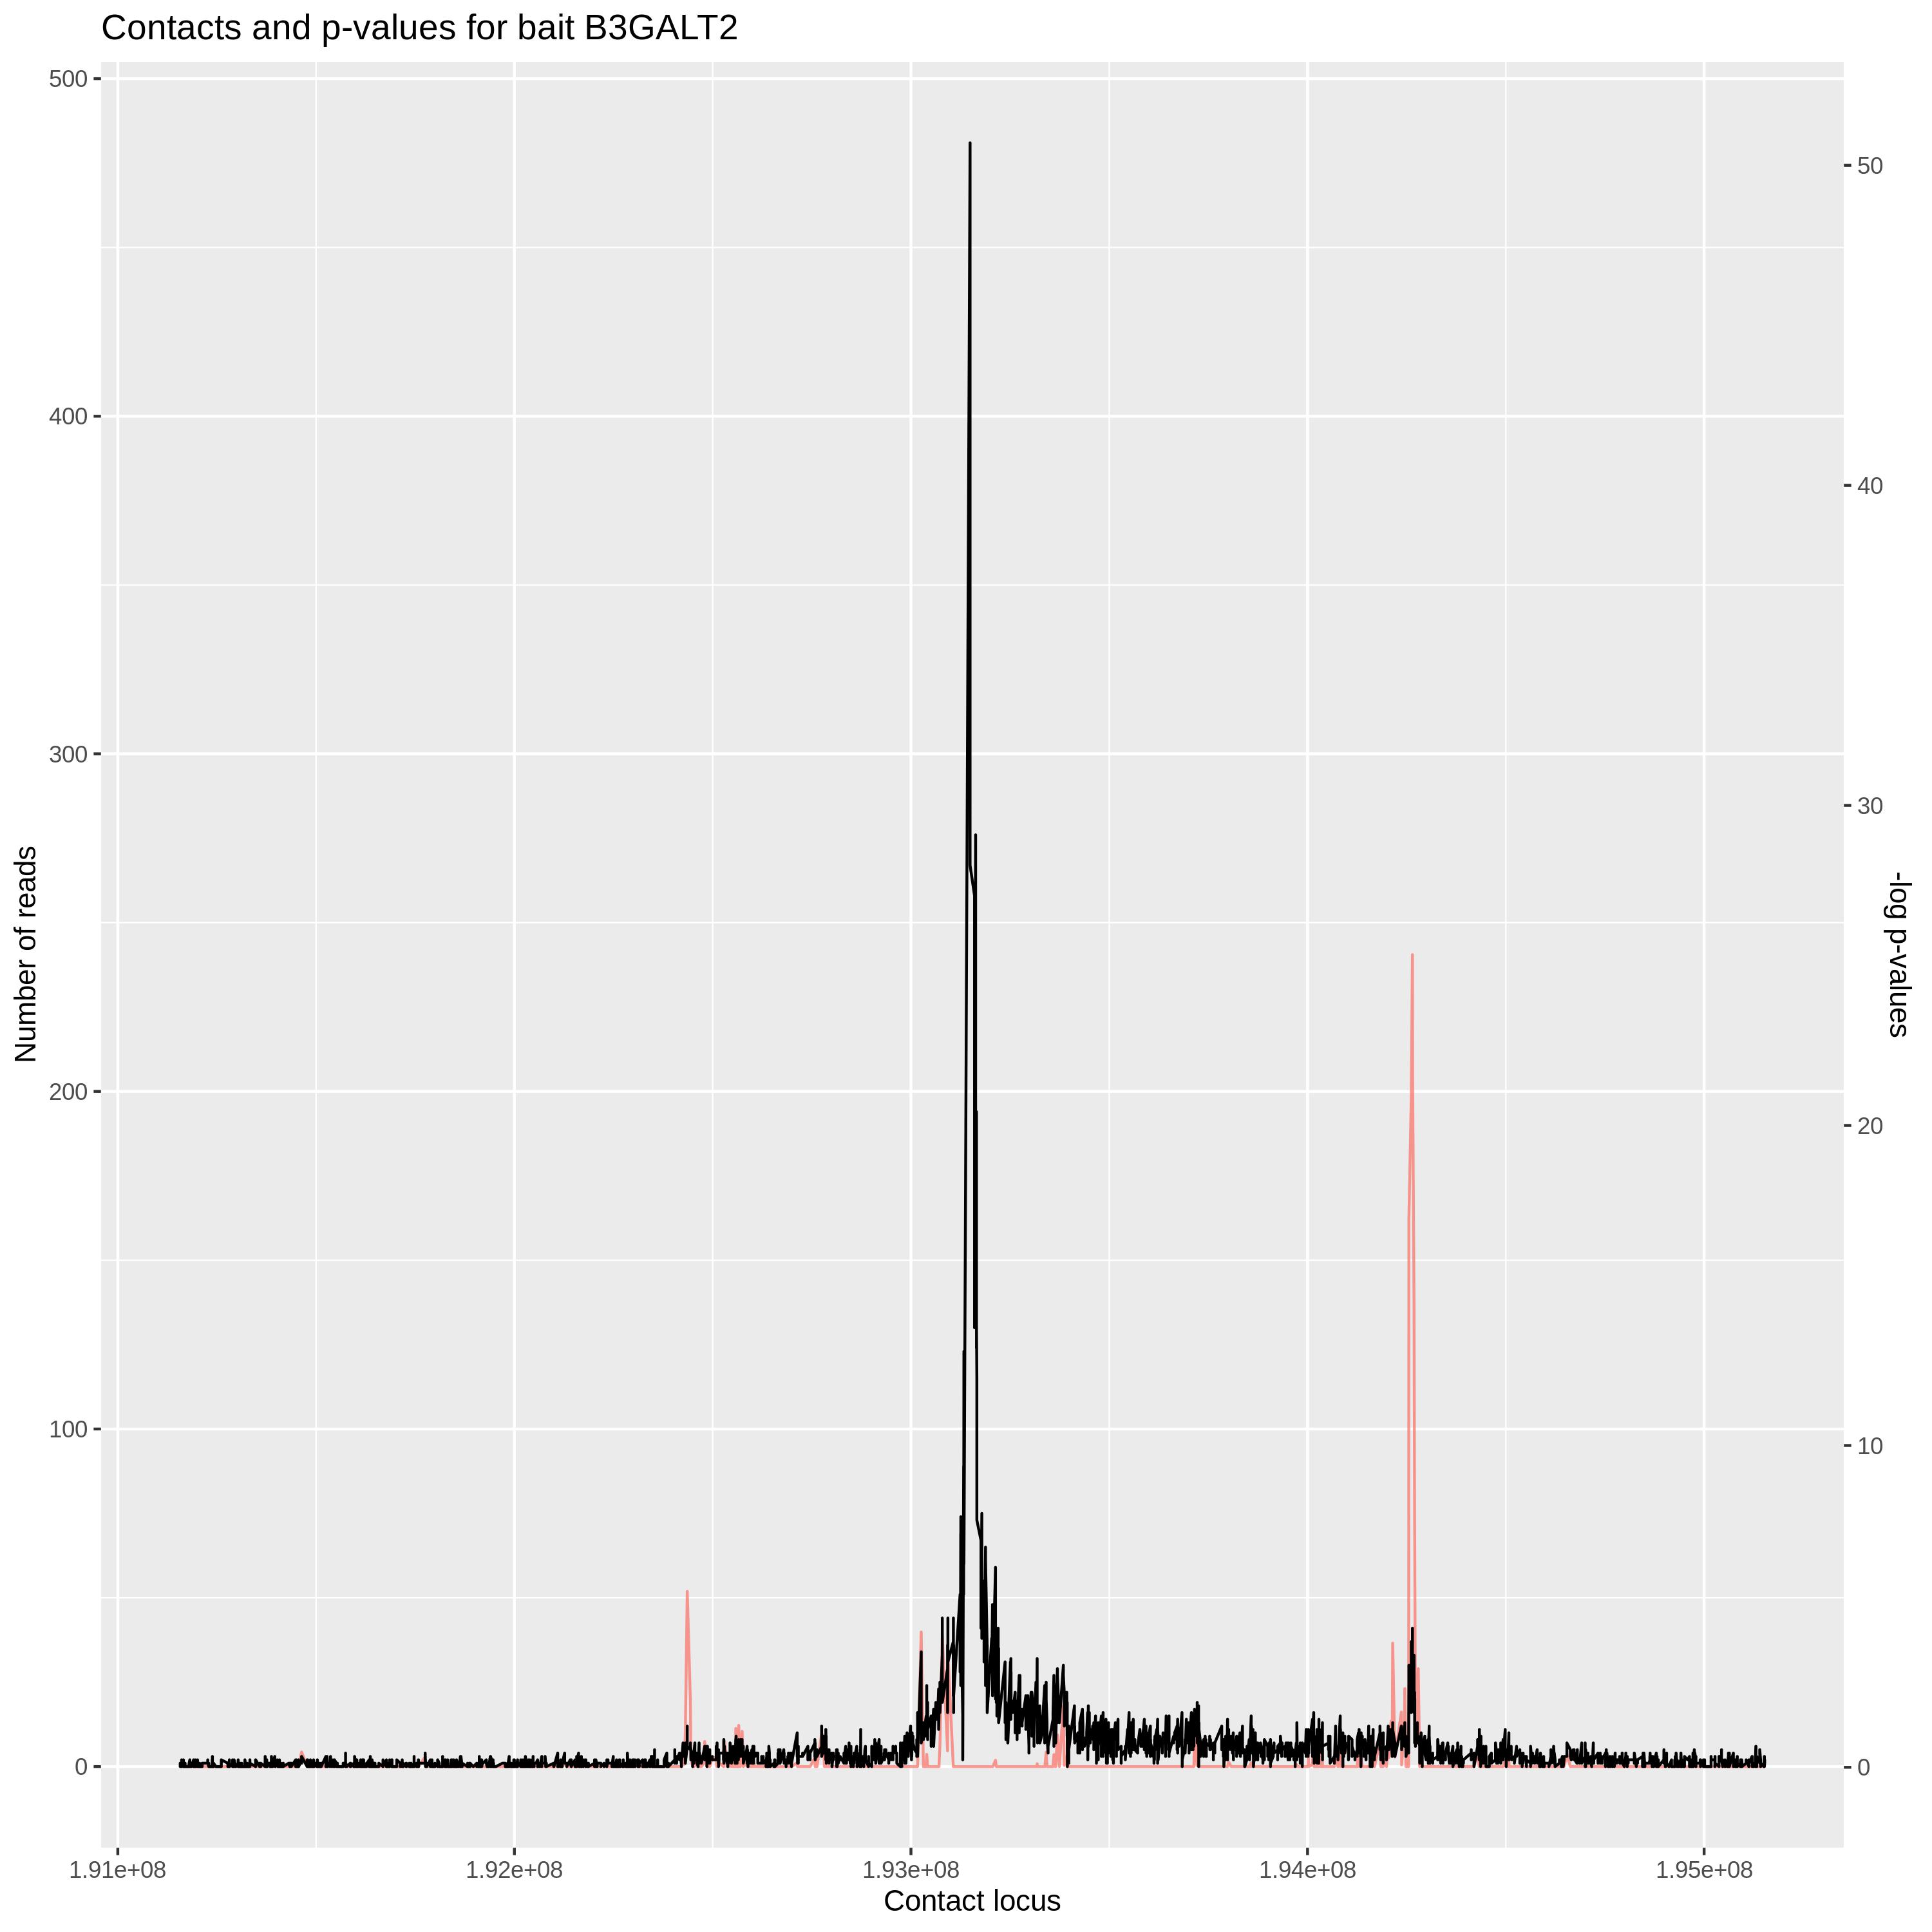 Contacts and p-values for bait B3GALT2
500
400
300
200
100
0
Number of reads
50
40
30
20
10
0
-log p-values
1.91e+08
1.92e+08
1.93e+08
1.94e+08
1.95e+08
Contact locus